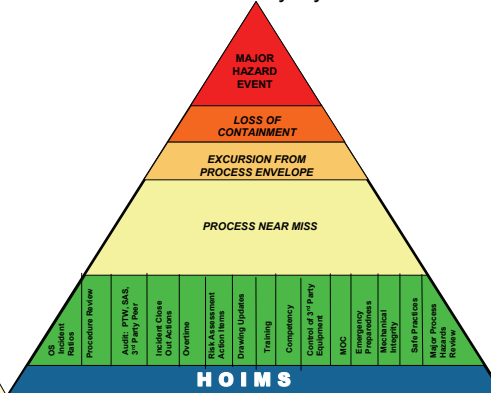 MAJOR
HAZARD
EVENT
LOSS OF
CONTAINMENT
EXCURSION FROM
PROCESS ENVELOPE
PROCESS NEAR MISS
OS
Incident
Ratios
Procedure Review
Audit: PTW, SAS,
3rd Party Peer
Incident Close
Out Actions
Overtime
Risk Assessment
Action Items
Drawing Updates
Training
Competency
Control of 3rd Party
Equipment
MOC
Emergency
Preparedness
Mechanical
Integrity
Safe Practices
Major Process
Hazards
Review
HOIMS